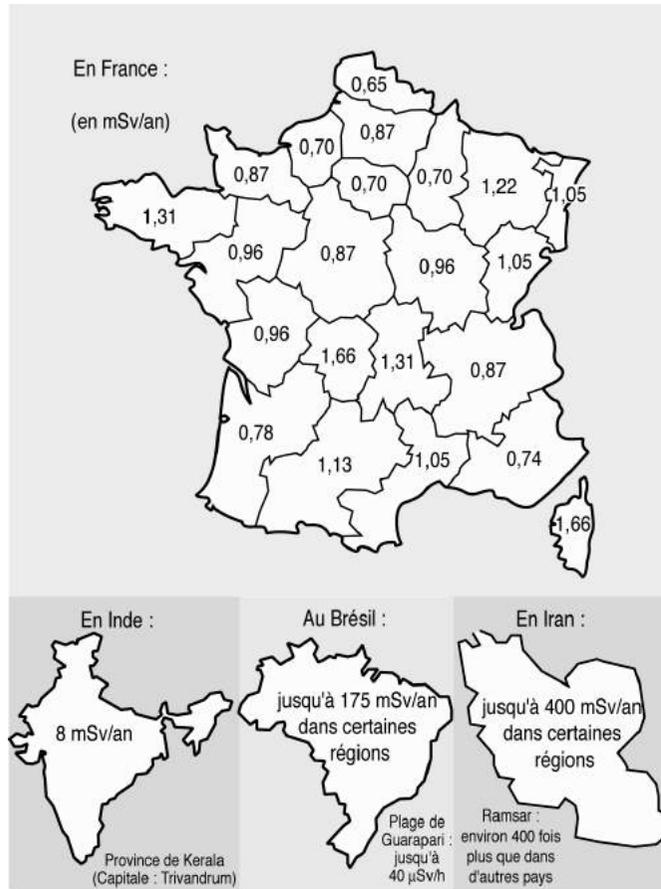 En France :
(en mSv/an)
0,65
0,87
0,70
0,87
0,70
0,70
1,22
1,05
1,31
0,96
0,87
0,96
1,05
0,96
1,66
1,31
0,87
0,78
1,13
1,05
0,74
1,66
En Inde :
8 mSv/an
Province de Kerala
(Capitale : Trivandrum)
Au Brésil :
jusqu'à 175 mSv/an
dans certaines
régions
Plage de
Guarapari :
jusqu'à
40 µSv/h
En Iran :
jusqu'à 400 mSv/an
dans certaines
régions
Ramsar :
environ 400 fois
plus que dans
d'autres pays